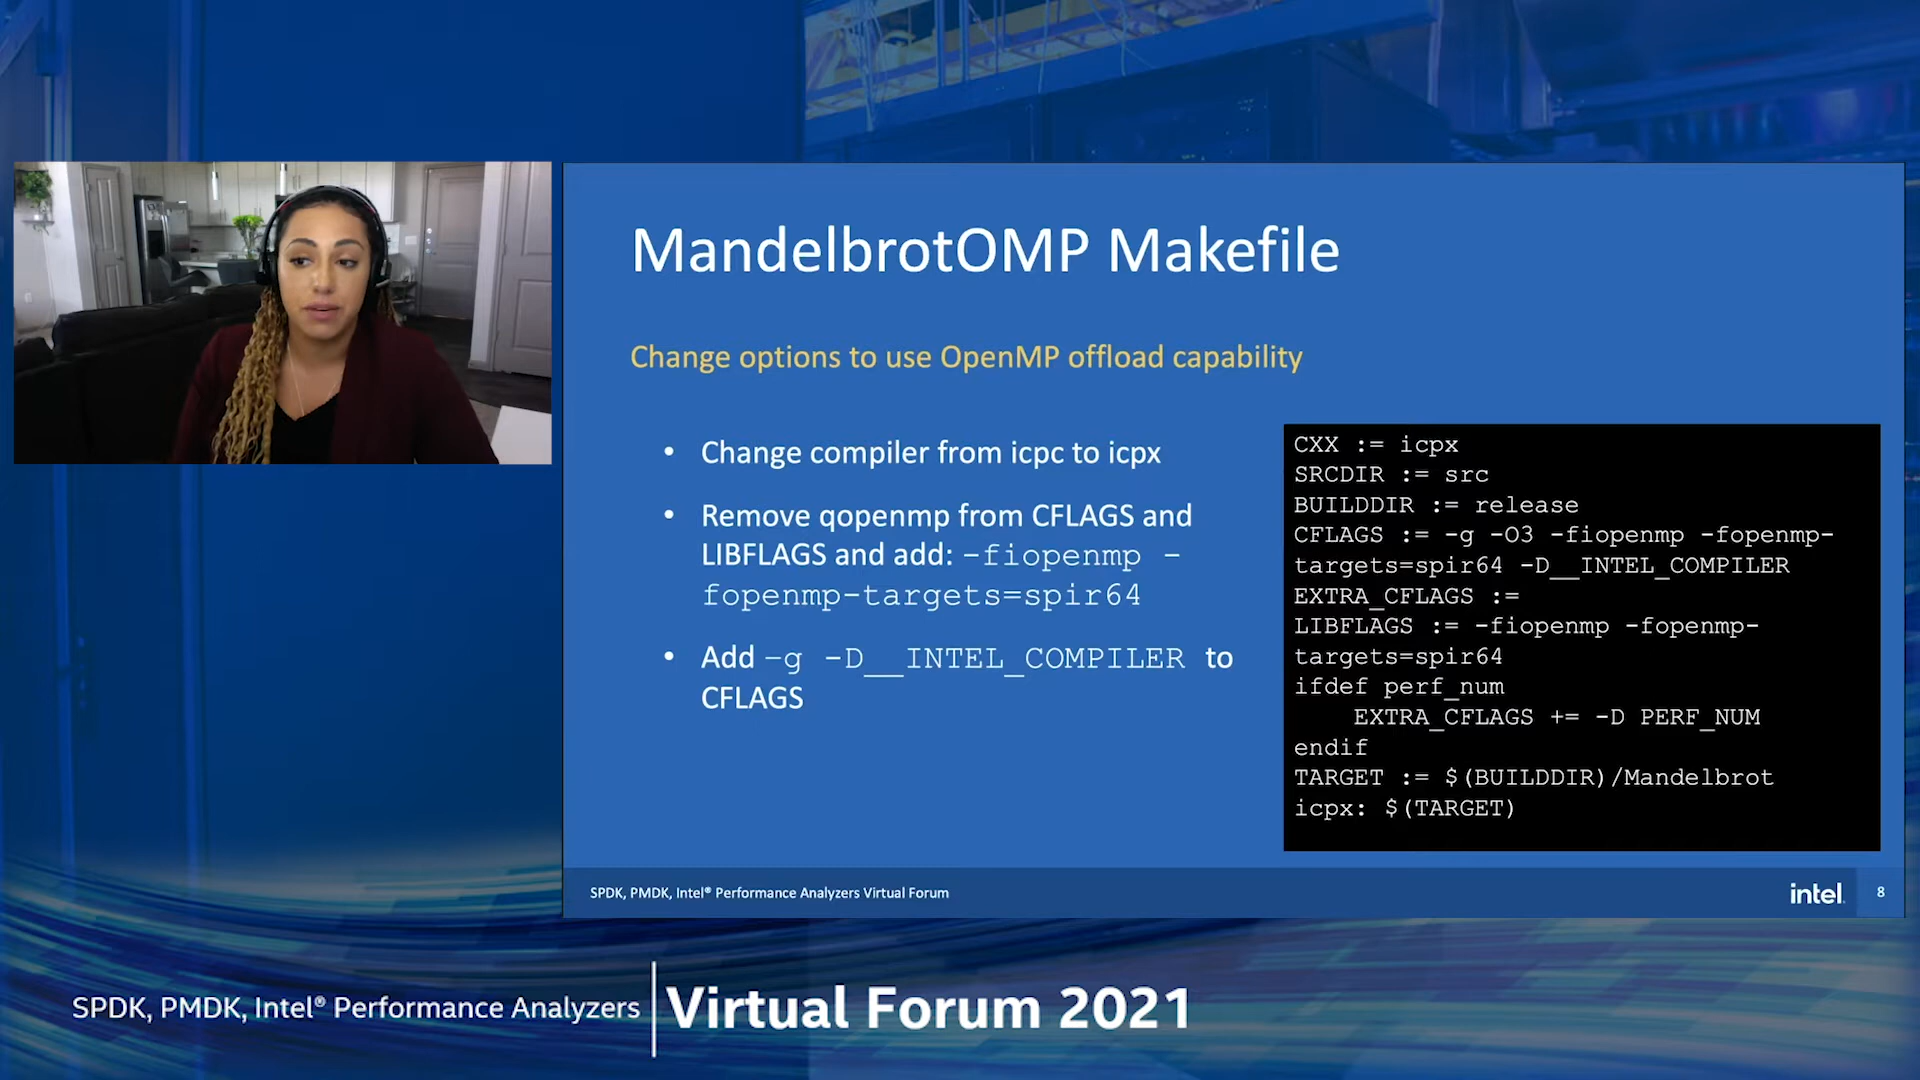 MandelbrotOMP Makefile
Change options to use OpenMP offload capability
• Change compiler from icpc to icpx
• Remove qopenmp from CFLAGS and
LIBFLAGS and add: -fiopenmp -
fopenmp-targets=spir64
• Add –g -D__INTEL_COMPILER to
CFLAGS
CXX := icpx
SRCDIR := src
BUILDDIR := release
CFLAGS := -g -O3 -fiopenmp -fopenmp-
targets=spir64 -D__INTEL_COMPILER
EXTRA_CFLAGS :=
LIBFLAGS := -fiopenmp -fopenmp-
targets=spir64
ifdef perf_num
    EXTRA_CFLAGS += -D PERF_NUM
endif
TARGET := $(BUILDDIR)/Mandelbrot
icpx: $(TARGET)
SPDK, PMDK, Intel® Performance Analyzers Virtual Forum
intel.
8
SPDK, PMDK, Intel® Performance Analyzers
Virtual Forum 2021